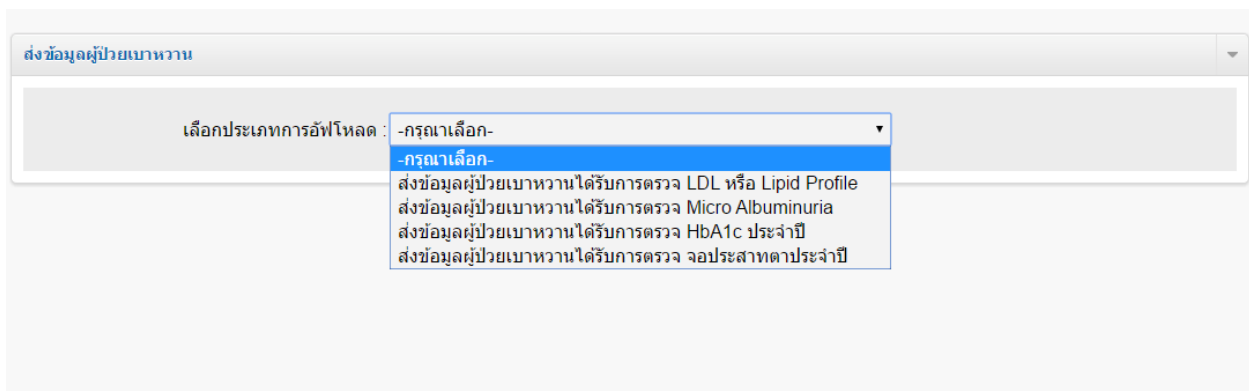 ส่งข้อมูลผู้ป่วยเบาหวาน
เลือกประเภทการอัฟโหลด : -กรุณาเลือก-
-กรุณาเลือก-
ส่งข้อมูลผู้ป่วยเบาหวานได้รับการตรวจ LDL หรือ Lipid Profile
ส่งข้อมูลผู้ป่วยเบาหวานได้รับการตรวจ Micro Albuminuria
ส่งข้อมูลผู้ป่วยเบาหวานได้รับการตรวจ HbA1c ประจำปี
ส่งข้อมูลผู้ป่วยเบาหวานได้รับการตรวจ จอประสาทตาประจำปี